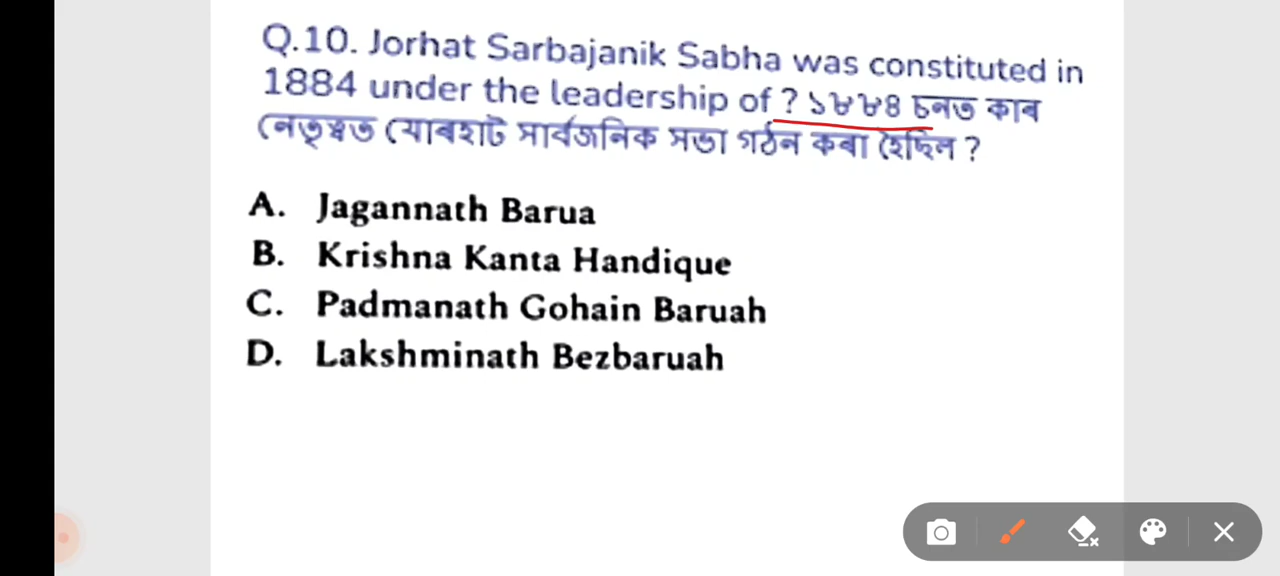 Q.10. Jorhat Sarbajanik Sabha was constituted in
1884 under the leadership of ? ১৮৮৪ চনত কাৰ
নেতৃত্বত যোৰহাট সাৰ্বজনিক সভা গঠন কৰা হৈছিল ?
A. Jagannath Barua
B. Krishna Kanta Handique
C. Padmanath Gohain Baruah
D. Lakshminath Bezbaruah